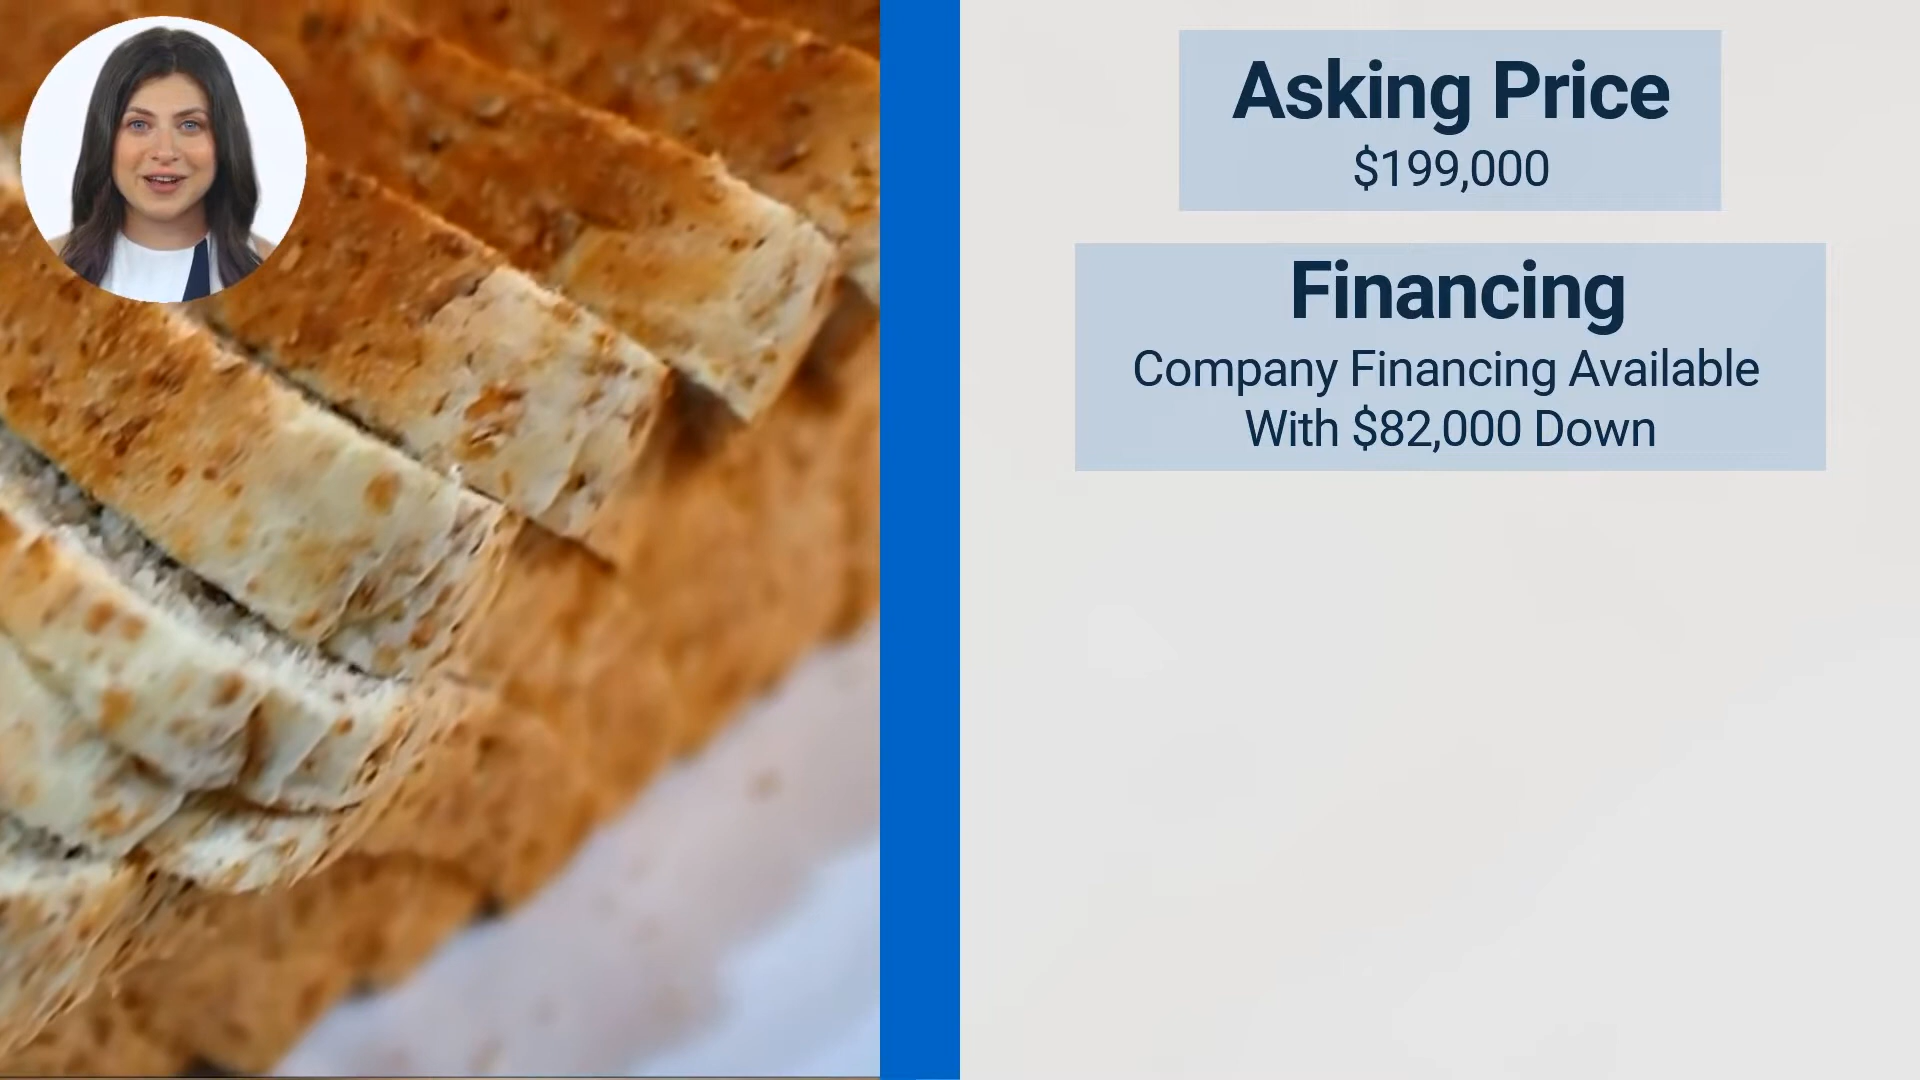 Asking Price
$199,000
Financing
Company Financing Available
With $82,000 Down